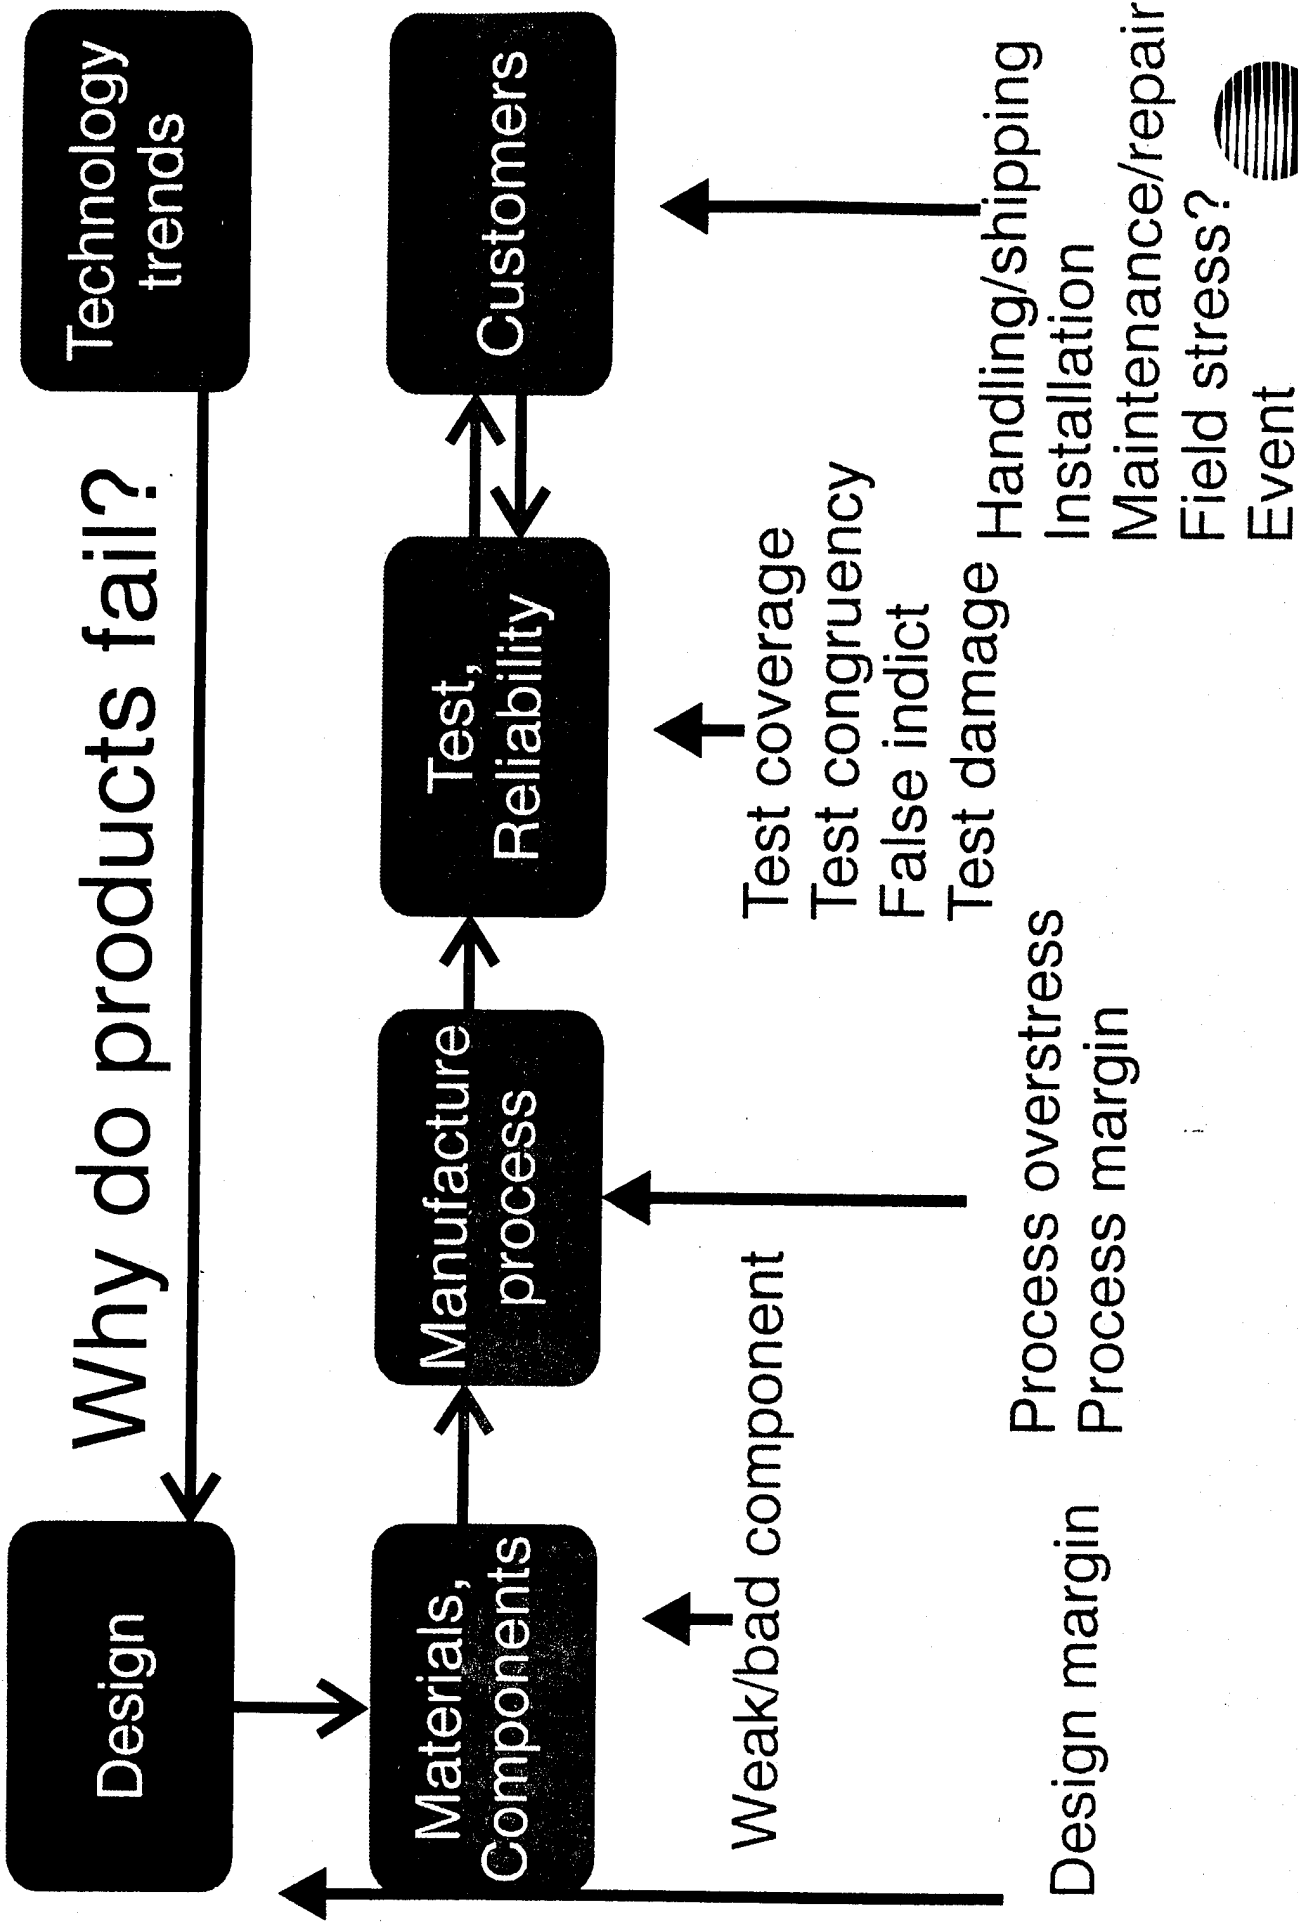 Why do products fail?
Design
Technology
trends
Materials,
Components
Manufacture
process
Test,
Reliability
Customers
Weak/bad component
Design margin
Process overstress
Process margin
Test coverage
Test congruency
False indict
Test damage
Handling/shipping
Installation
Maintenance/repair
Field stress?
Event